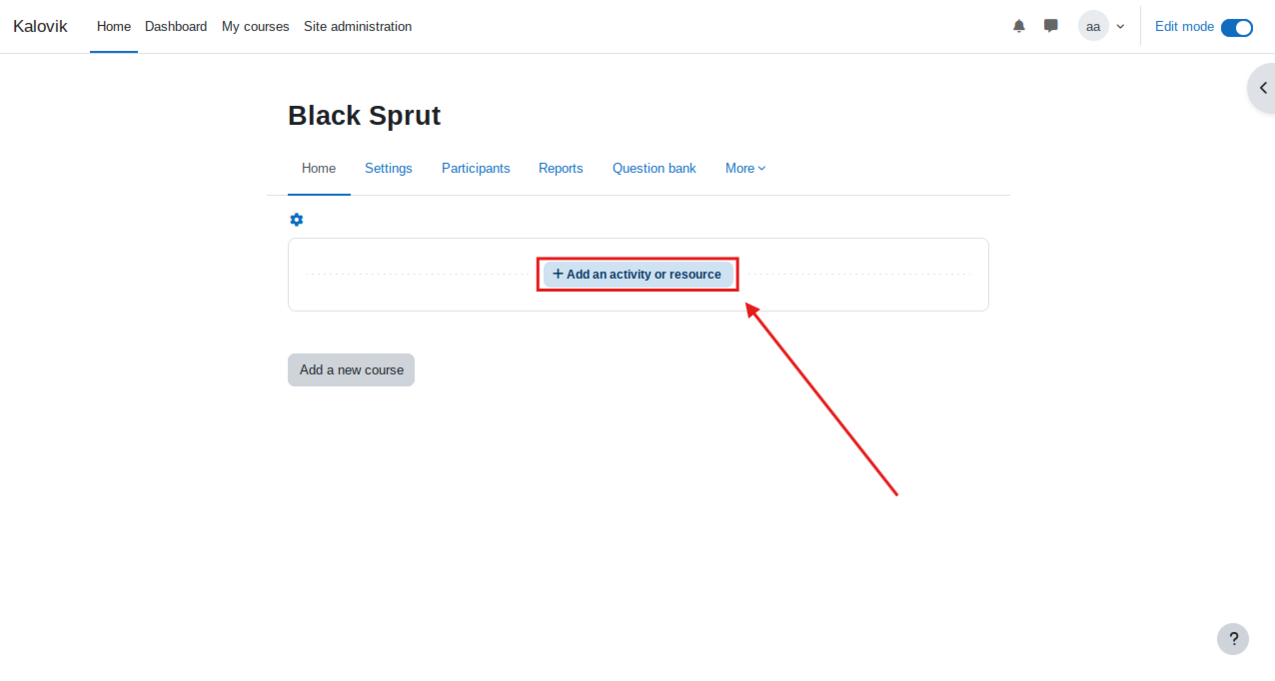 Kalovik Home Dashboard My courses Site administration aa Edit mode
Black Sprut
Home Settings Participants Reports Question bank More
+ Add an activity or resource
Add a new course
?